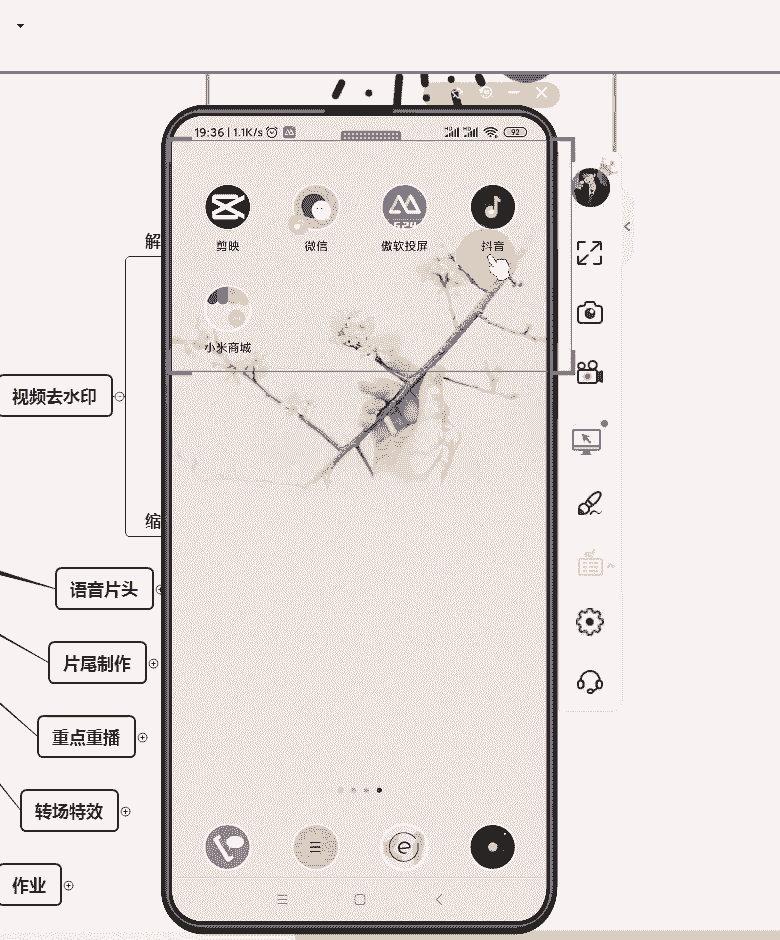 19:36 | 1.1K/s
92
剪映
微信
傲软投屏
抖音
小米商城
解
视频去水印
缩
语音片头
片尾制作
重点重播
转场特效
作业